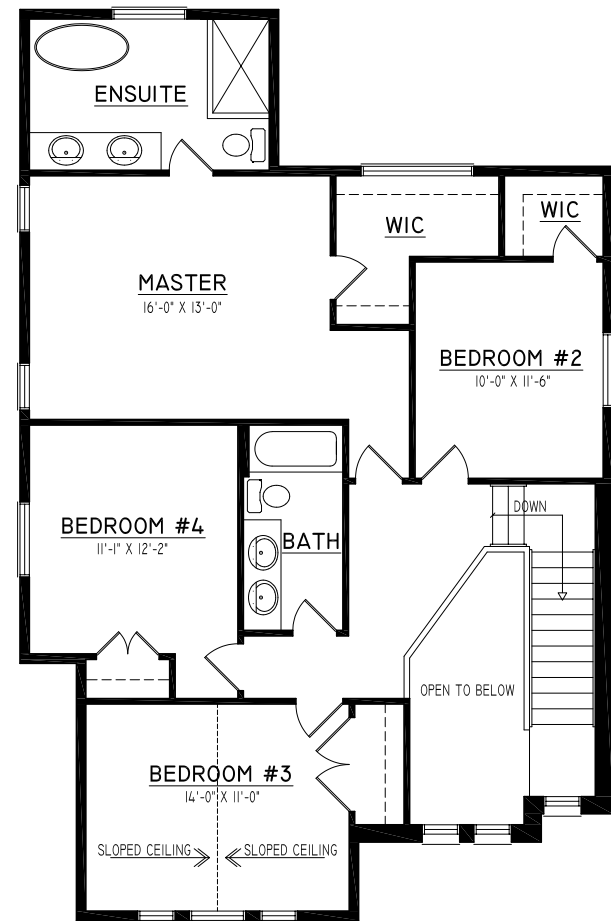 ENSUITE
WIC
WIC
MASTER
16'-0" X 13'-0"
BEDROOM #2
10'-0" X 11'-6"
DOWN
BEDROOM #4
11'-1" X 12'-2"
BATH
OPEN TO BELOW
BEDROOM #3
14'-0" X 11'-0"
SLOPED CEILING
SLOPED CEILING